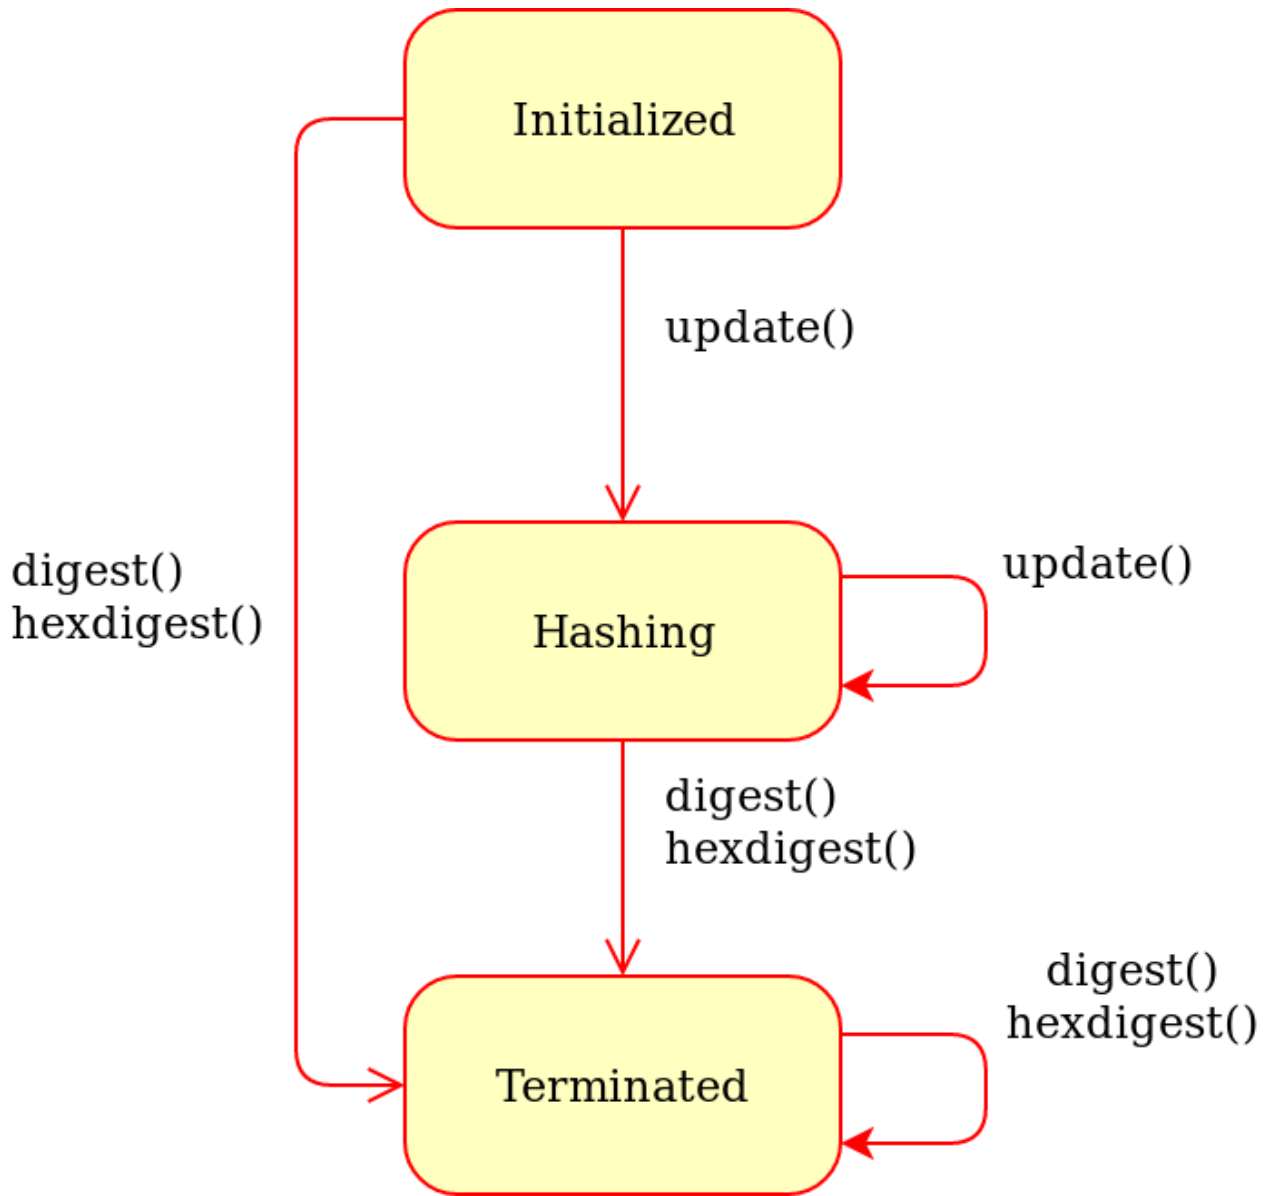 Initialized
update()
digest()
hexdigest()
Hashing
update()
digest()
hexdigest()
Terminated
digest()
hexdigest()